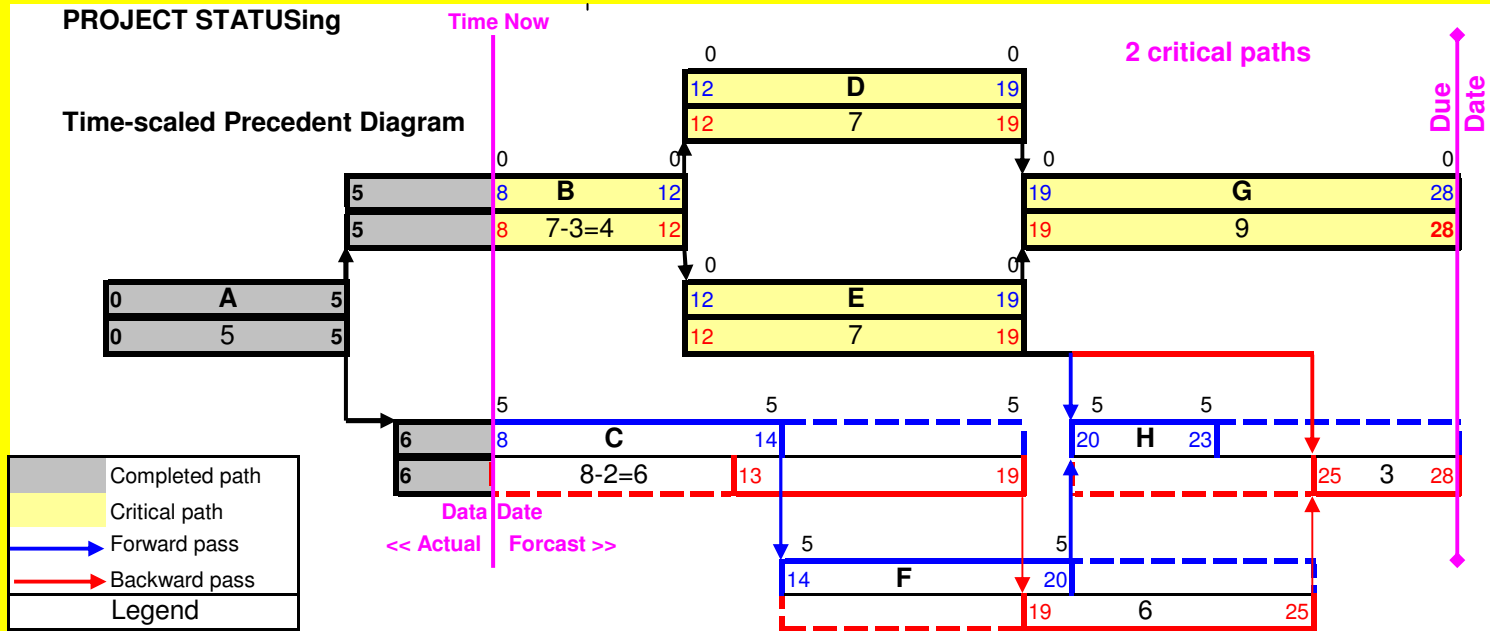 PROJECT STATUSing
Time Now
2 critical paths
Due Date
Time-scaled Precedent Diagram
0 0
12 D 19
12 7 19
0 0
5 8 B 12
5 8 7-3=4 12
0 0
19 G 28
19 9 28
0 A 5
0 5 5
0 0
12 E 19
12 7 19
5 5 5
6 8 C 14
6 8-2=6 13 19
5 5
20 H 23
25 3 28
Data Date
<< Actual Forcast >>
5 5
14 F 20
19 6 25
Completed path
Critical path
Forward pass
Backward pass
Legend